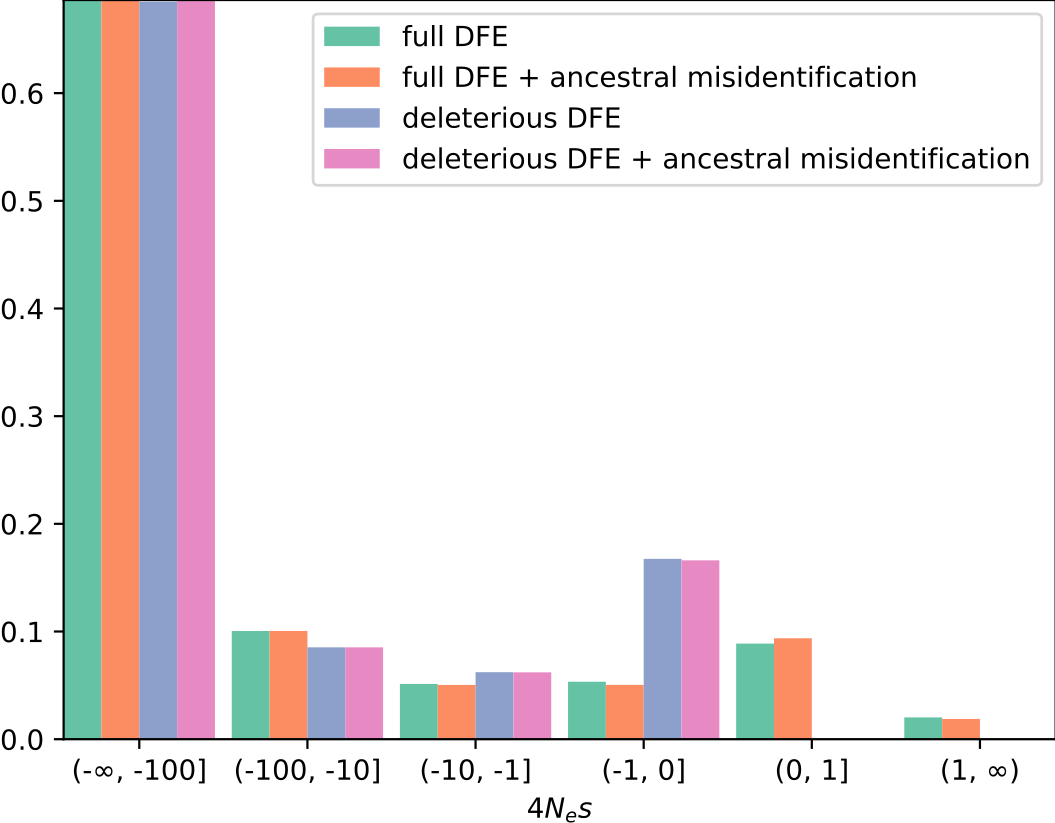 full DFE
full DFE + ancestral misidentification
deleterious DFE
deleterious DFE + ancestral misidentification
0.6
0.5
0.4
0.3
0.2
0.1
0.0
(-∞, -100] (-100, -10] (-10, -1] (-1, 0] (0, 1] (1, ∞)
4Nₑs